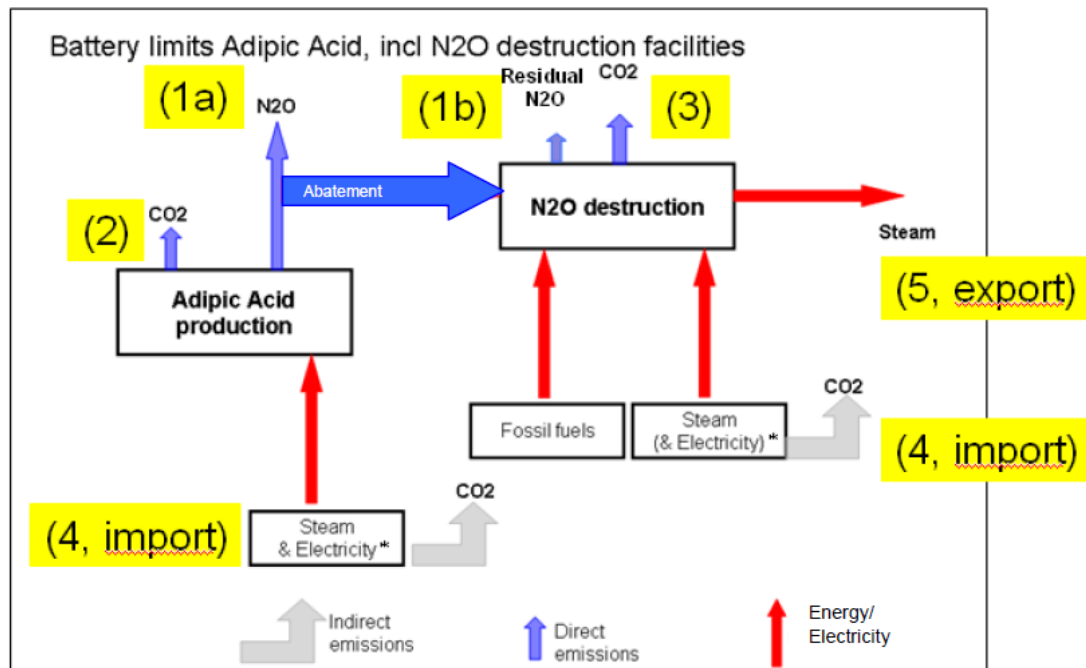 Battery limits Adipic Acid, incl N2O destruction facilities
(1a)
N2O
(1b)
Residual
N2O
CO2
(3)
Abatement
N2O destruction
Steam
(2)
CO2
Adipic Acid
production
(5, export)
Fossil fuels
Steam
(& Electricity) *
CO2
(4, import)
(4, import)
Steam
& Electricity*
CO2
Indirect
emissions
Direct
emissions
Energy/
Electricity